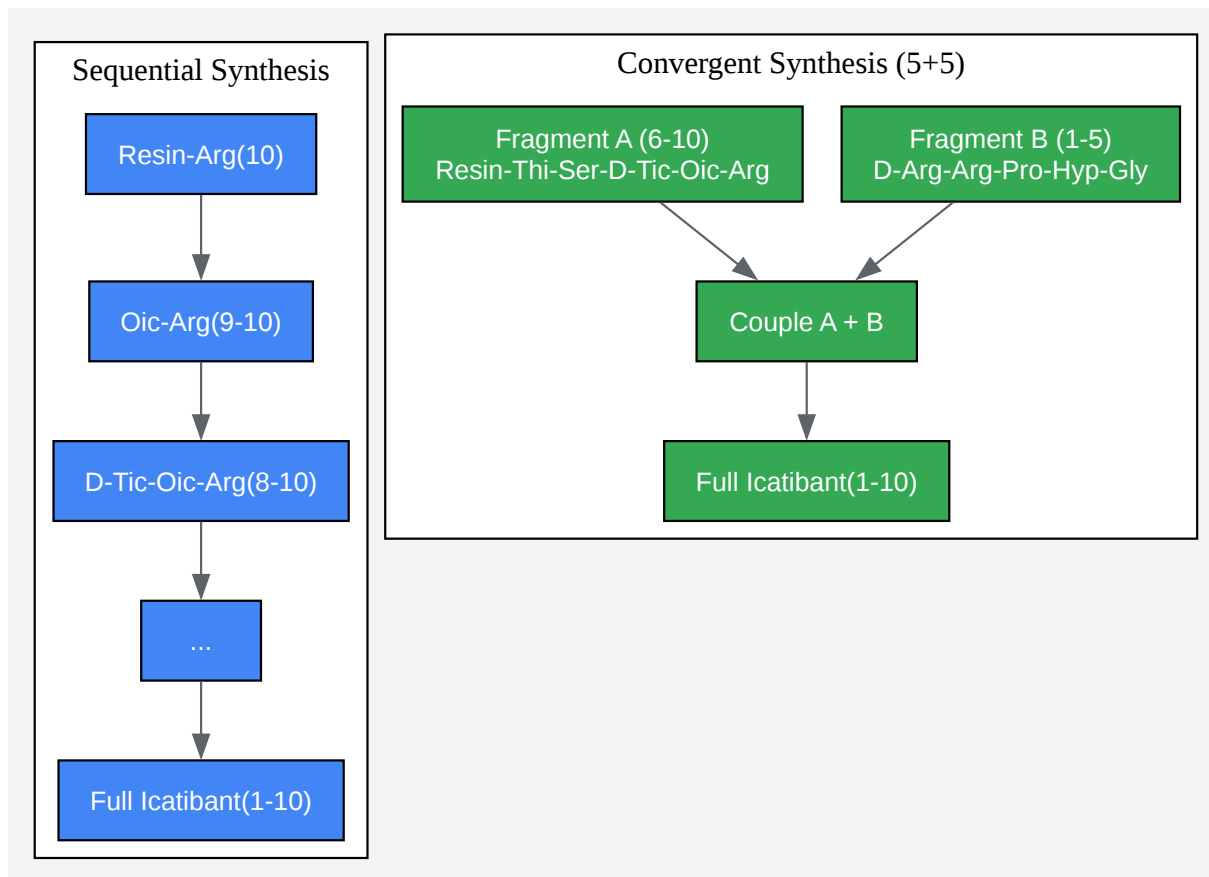 Sequential Synthesis
Resin-Arg(10)
Oic-Arg(9-10)
D-Tic-Oic-Arg(8-10)
...
Full Icatibant(1-10)
Convergent Synthesis (5+5)
Fragment A (6-10)
Resin-Thi-Ser-D-Tic-Oic-Arg
Fragment B (1-5)
D-Arg-Arg-Pro-Hyp-Gly
Couple A + B
Full Icatibant(1-10)